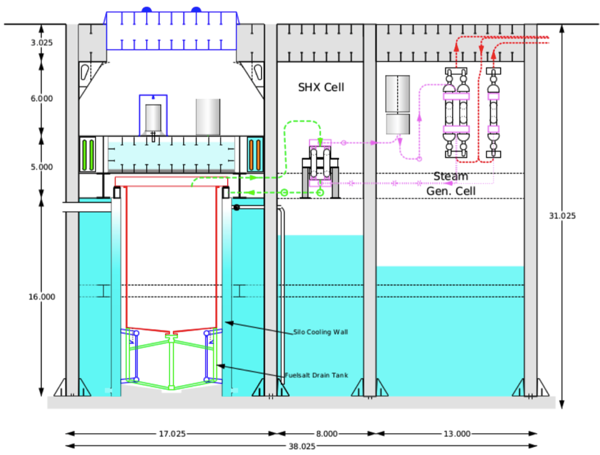 3.025
SHX Cell
6.000
5.000
Steam
Gen. Cell
31.025
16.000
Silo Cooling Wall
Fuelsalt Drain Tank
17.025
8.000
13.000
38.025